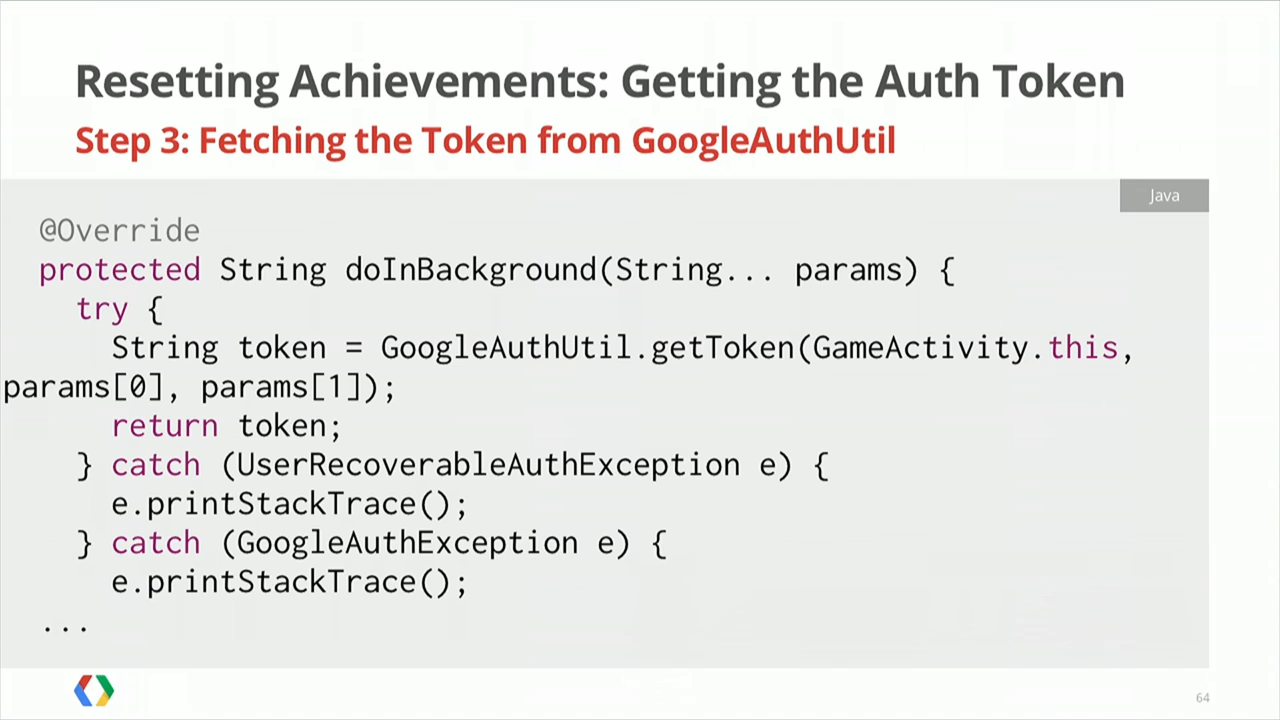 Resetting Achievements: Getting the Auth Token
Step 3: Fetching the Token from GoogleAuthUtil
Java
@Override
protected String doInBackground(String... params) {
try {
String token = GoogleAuthUtil.getToken(GameActivity.this,
params[0], params[1]);
return token;
} catch (UserRecoverableAuthException e) {
e.printStackTrace();
} catch (GoogleAuthException e) {
e.printStackTrace();
...
64